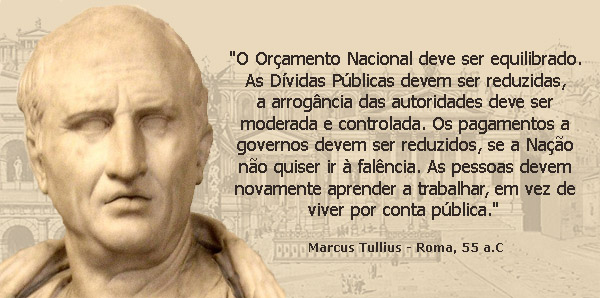 "O Orçamento Nacional deve ser equilibrado.
As Dívidas Públicas devem ser reduzidas,
a arrogância das autoridades deve ser
moderada e controlada. Os pagamentos a
governos devem ser reduzidos, se a Nação
não quiser ir à falência. As pessoas devem
novamente aprender a trabalhar, em vez de
viver por conta pública."
Marcus Tullius - Roma, 55 a.C